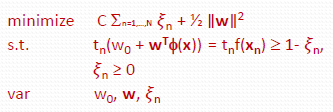 minimize C Σₙ₌₁,...,N ξₙ + ½ ‖w‖²
s.t. tₙ(w₀ + wᵀϕ(x)) = tₙf(xₙ) ≥ 1- ξₙ,
ξₙ ≥ 0
var w₀, w, ξₙ